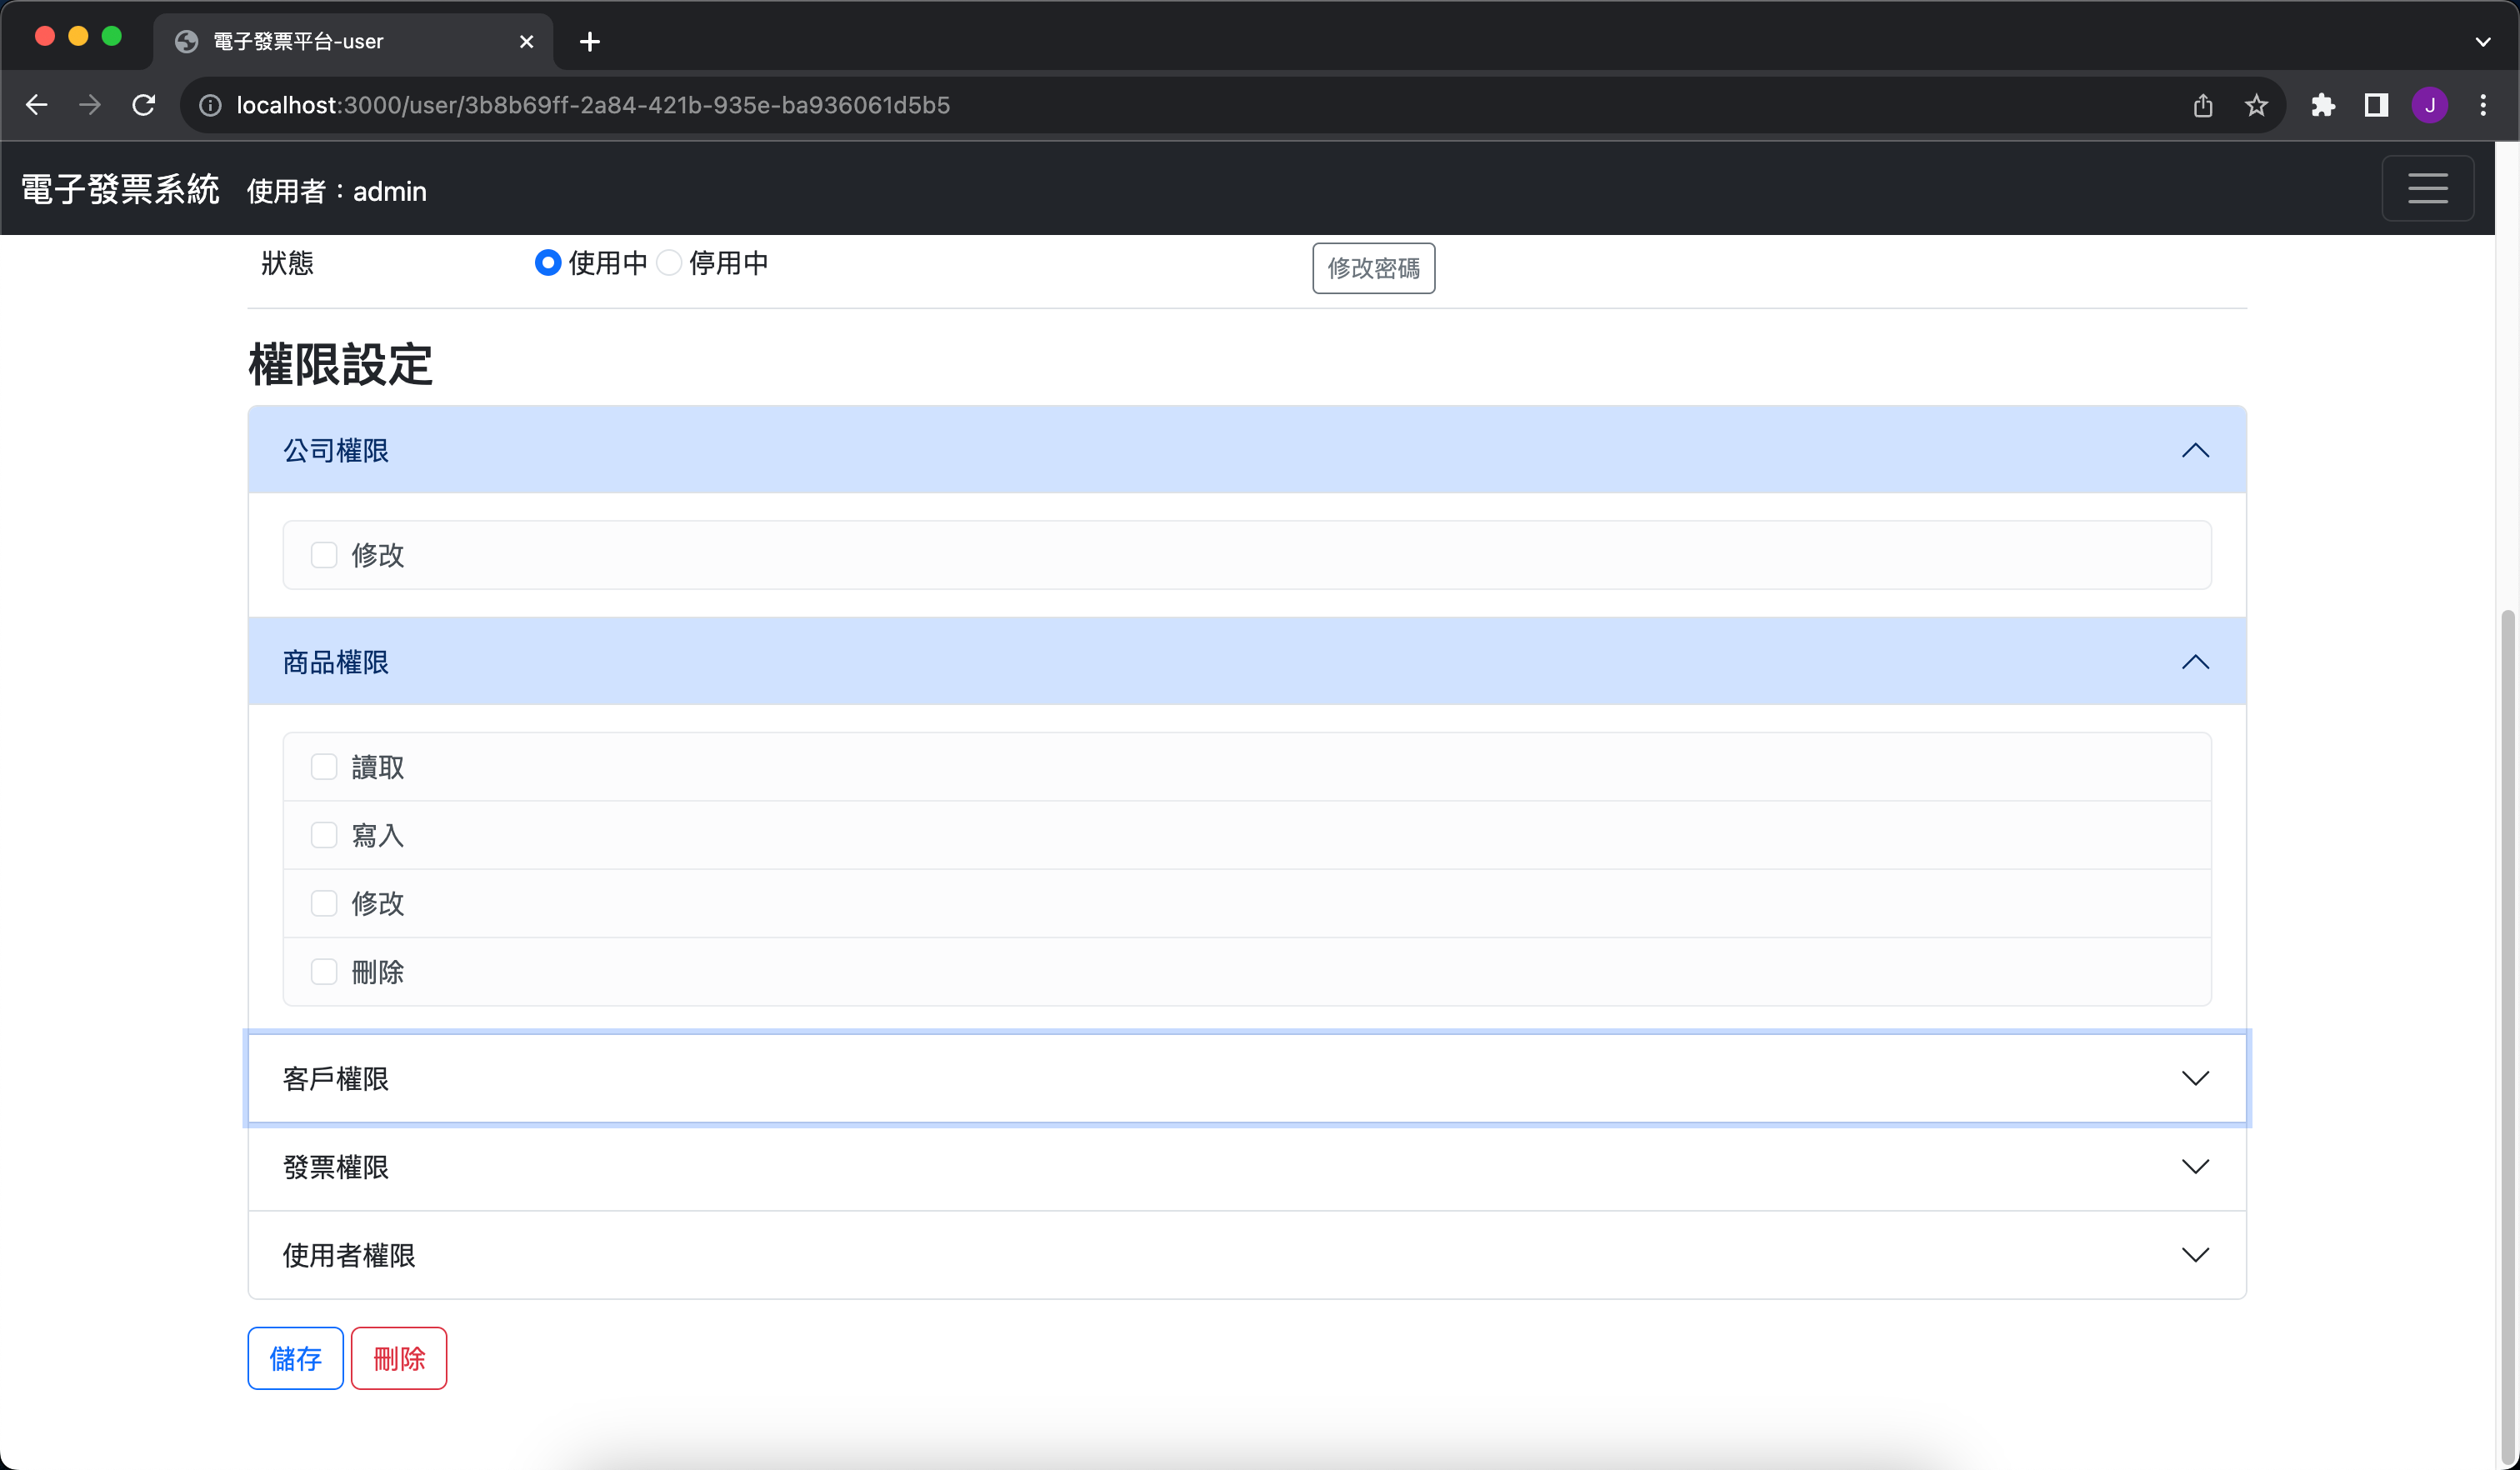 電子發票平台-user
localhost:3000/user/3b8b69ff-2a84-421b-935e-ba936061d5b5
J
電子發票系統 使用者：admin
狀態 使用中 停用中 修改密碼
權限設定
公司權限
修改
商品權限
讀取
寫入
修改
刪除
客戶權限
發票權限
使用者權限
儲存 刪除